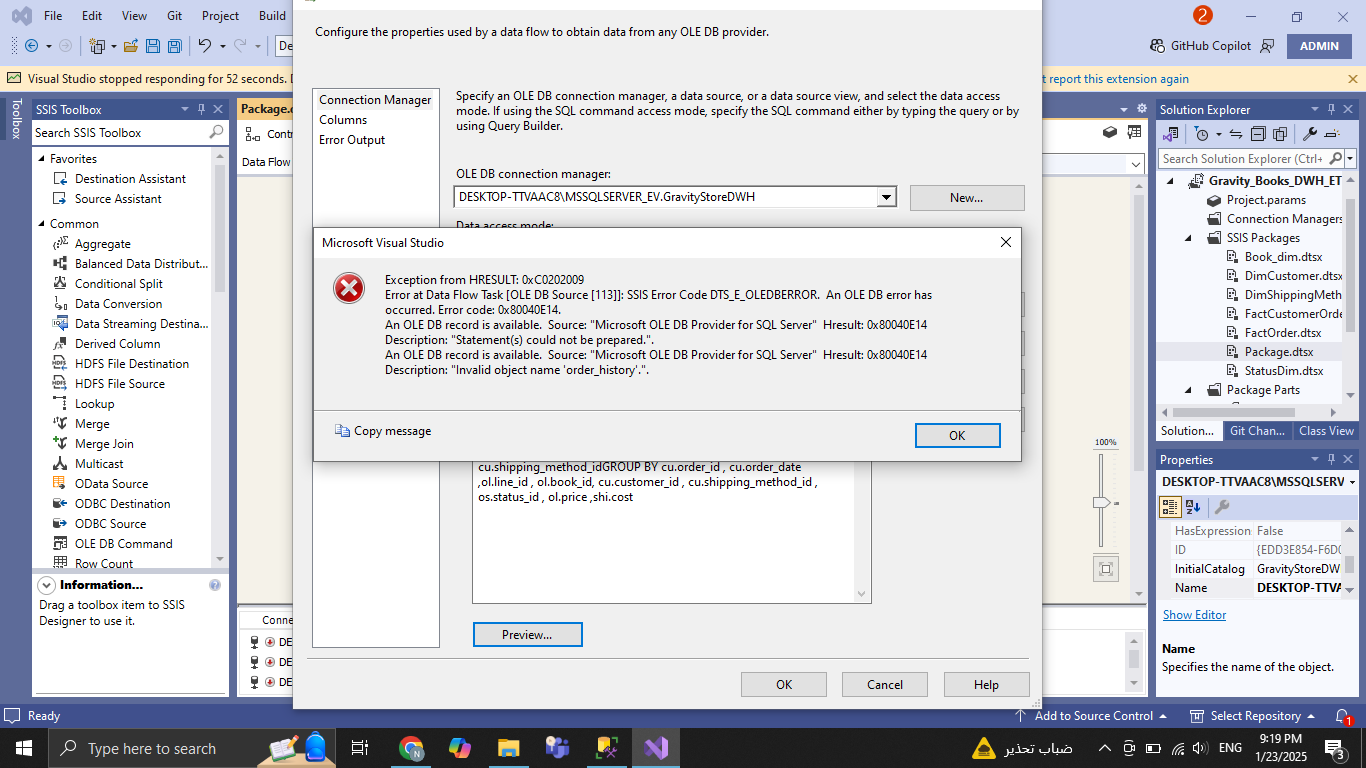 File Edit View Git Project Build
2
GitHub Copilot
ADMIN
Configure the properties used by a data flow to obtain data from any OLE DB provider.
De
Visual Studio stopped responding for 52 seconds.
t report this extension again
Toolbox
SSIS Toolbox
Search SSIS Toolbox
Favorites
Destination Assistant
Source Assistant
Common
Aggregate
Balanced Data Distribut...
Conditional Split
Data Conversion
Data Streaming Destina...
Derived Column
HDFS File Destination
HDFS File Source
Lookup
Merge
Merge Join
Multicast
OData Source
ODBC Destination
ODBC Source
OLE DB Command
Row Count
Information...
Drag a toolbox item to SSIS
Designer to use it.
Package.
Contr
Data Flow
Conne
DE
DE
DE
Connection Manager
Columns
Error Output
Specify an OLE DB connection manager, a data source, or a data source view, and select the data access
mode. If using the SQL command access mode, specify the SQL command either by typing the query or by
using Query Builder.
OLE DB connection manager:
DESKTOP-TTVAAC8\MSSQLSERVER_EV.GravityStoreDWH
New...
Data access mode:
Microsoft Visual Studio
Exception from HRESULT: 0xC0202009
Error at Data Flow Task [OLE DB Source [113]]: SSIS Error Code DTS_E_OLEDBERROR.  An OLE DB error has
occurred. Error code: 0x80040E14.
An OLE DB record is available.  Source: "Microsoft OLE DB Provider for SQL Server"  Hresult: 0x80040E14
Description: "Statement(s) could not be prepared.".
An OLE DB record is available.  Source: "Microsoft OLE DB Provider for SQL Server"  Hresult: 0x80040E14
Description: "Invalid object name 'order_history'.".
Copy message
OK
cu.shipping_method_idGROUP BY cu.order_id , cu.order_date
,ol.line_id , ol.book_id, cu.customer_id , cu.shipping_method_id ,
os.status_id , ol.price ,shi.cost
Preview...
OK
Cancel
Help
100%
Solution Explorer
Search Solution Explorer (Ctrl+
Gravity_Books_DWH_ET
Project.params
Connection Managers
SSIS Packages
Book_dim.dtsx
DimCustomer.dtsx
DimShippingMeth
FactCustomerOrde
FactOrder.dtsx
Package.dtsx
StatusDim.dtsx
Package Parts
Solution...
Git Chan...
Class View
Properties
DESKTOP-TTVAAC8\MSSQLSERV
HasExpression False
ID {EDD3E854-F6D0
InitialCatalog GravityStoreDW
Name DESKTOP-TTVA
Show Editor
Name
Specifies the name of the object.
Ready
Add to Source Control
Select Repository
1
Type here to search
ضباب تحذير
ENG
9:19 PM
1/23/2025
3